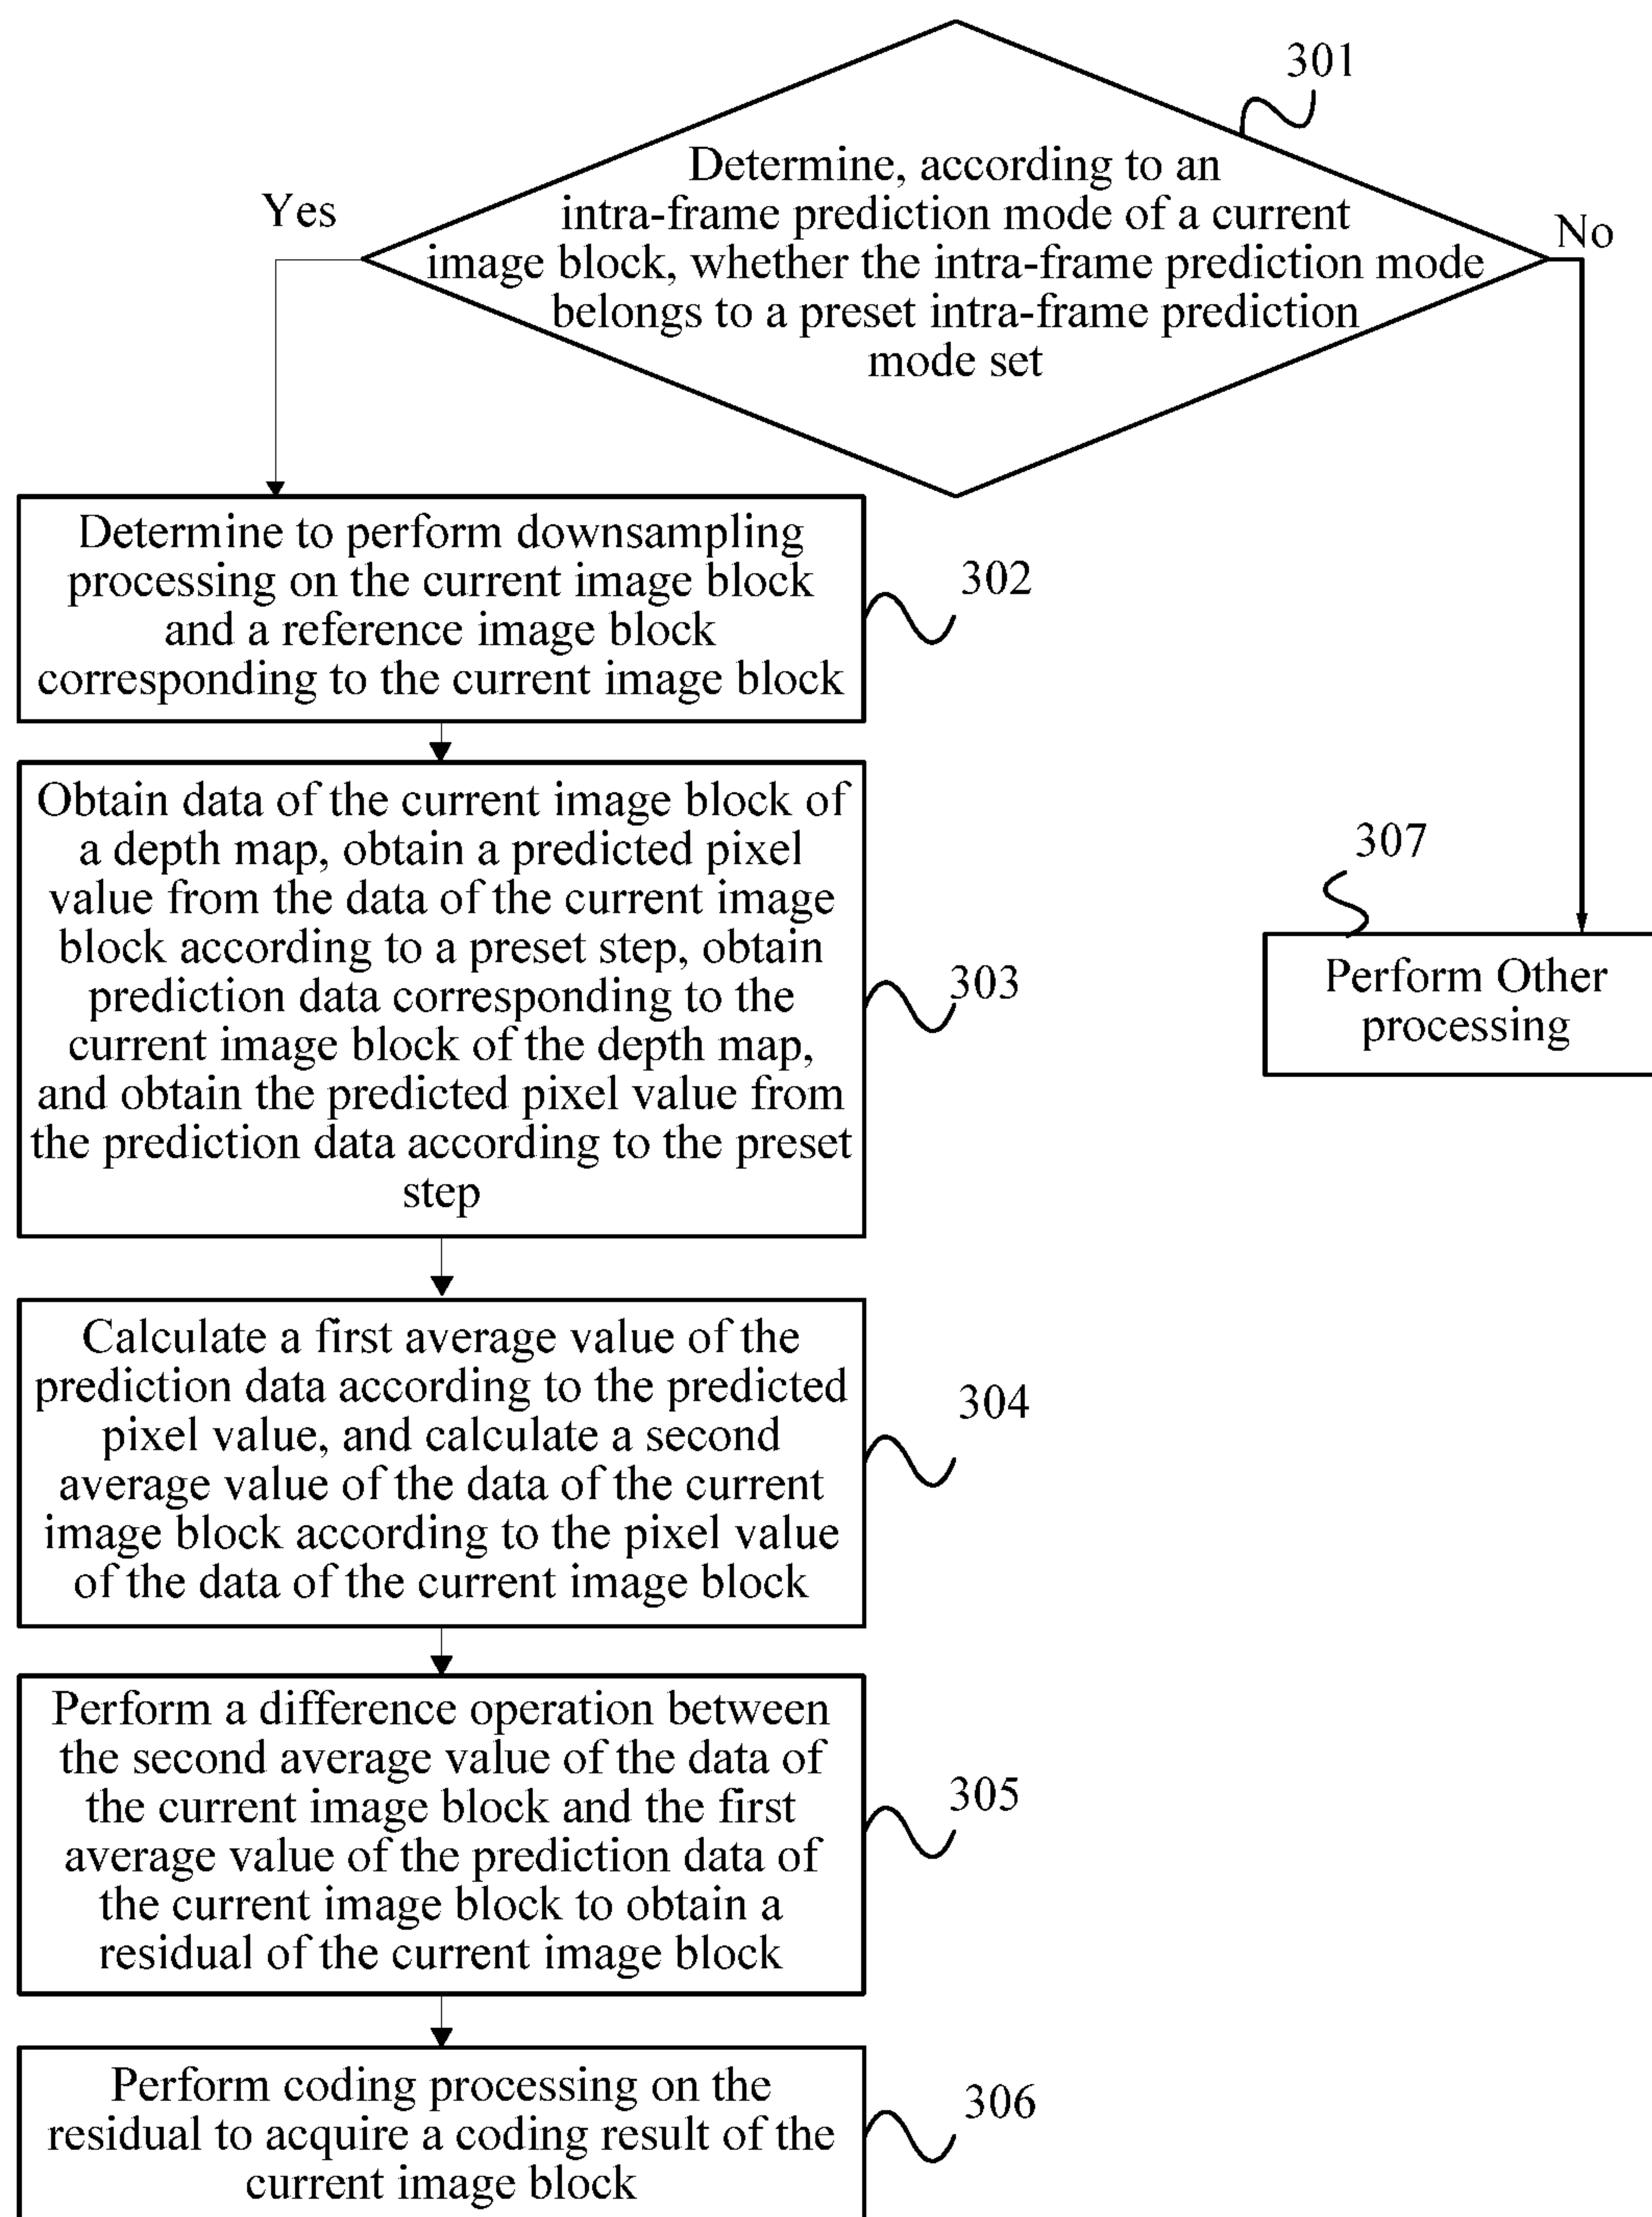 301
Determine, according to an
intra-frame prediction mode of a current
image block, whether the intra-frame prediction mode
belongs to a preset intra-frame prediction
mode set
Yes
No
Determine to perform downsampling
processing on the current image block
and a reference image block
corresponding to the current image block
302
Obtain data of the current image block of
a depth map, obtain a predicted pixel
value from the data of the current image
block according to a preset step, obtain
prediction data corresponding to the
current image block of the depth map,
and obtain the predicted pixel value from
the prediction data according to the preset
step
303
307
Perform Other
processing
Calculate a first average value of the
prediction data according to the predicted
pixel value, and calculate a second
average value of the data of the current
image block according to the pixel value
of the data of the current image block
304
Perform a difference operation between
the second average value of the data of
the current image block and the first
average value of the prediction data of
the current image block to obtain a
residual of the current image block
305
Perform coding processing on the
residual to acquire a coding result of the
current image block
306